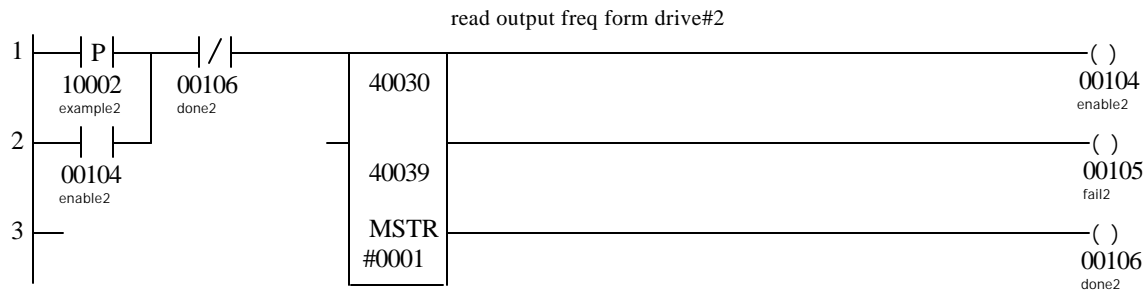 read output freq form drive#2
1 P ( )
10002 00106 40030 00104
example2 done2 enable2
2 ( )
00104 40039 00105
enable2 fail2
3 MSTR ( )
#0001 00106
done2